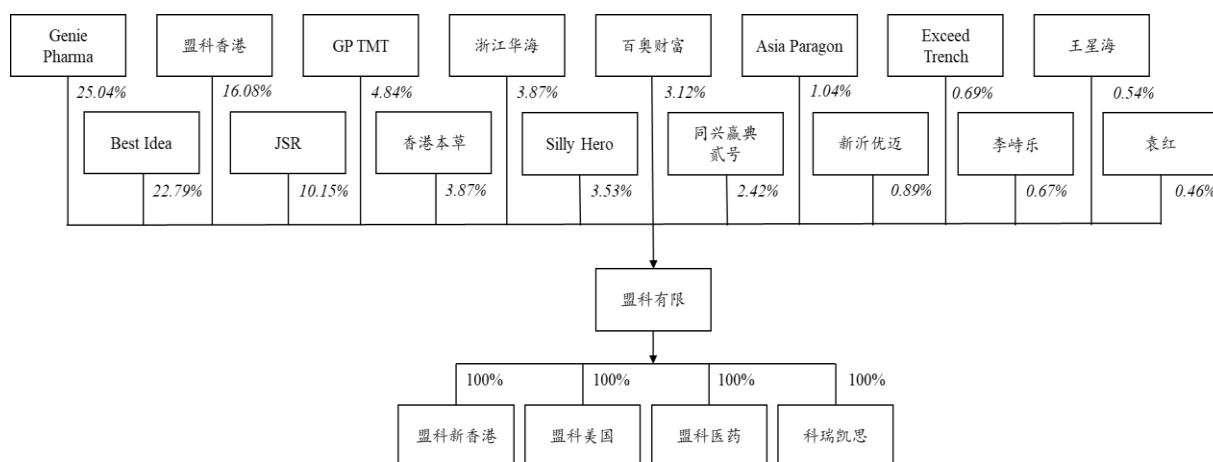 Genie
Pharma
盟科香港
GP TMT
浙江华海
百奥财富
Asia Paragon
Exceed
Trench
王星海
25.04%
16.08%
4.84%
3.87%
3.12%
1.04%
0.69%
0.54%
Best Idea
JSR
香港本草
Silly Hero
同兴赢典
贰号
新沂优迈
李峙乐
袁红
22.79%
10.15%
3.87%
3.53%
2.42%
0.89%
0.67%
0.46%
盟科有限
100%
100%
100%
100%
盟科新香港
盟科美国
盟科医药
科瑞凯思